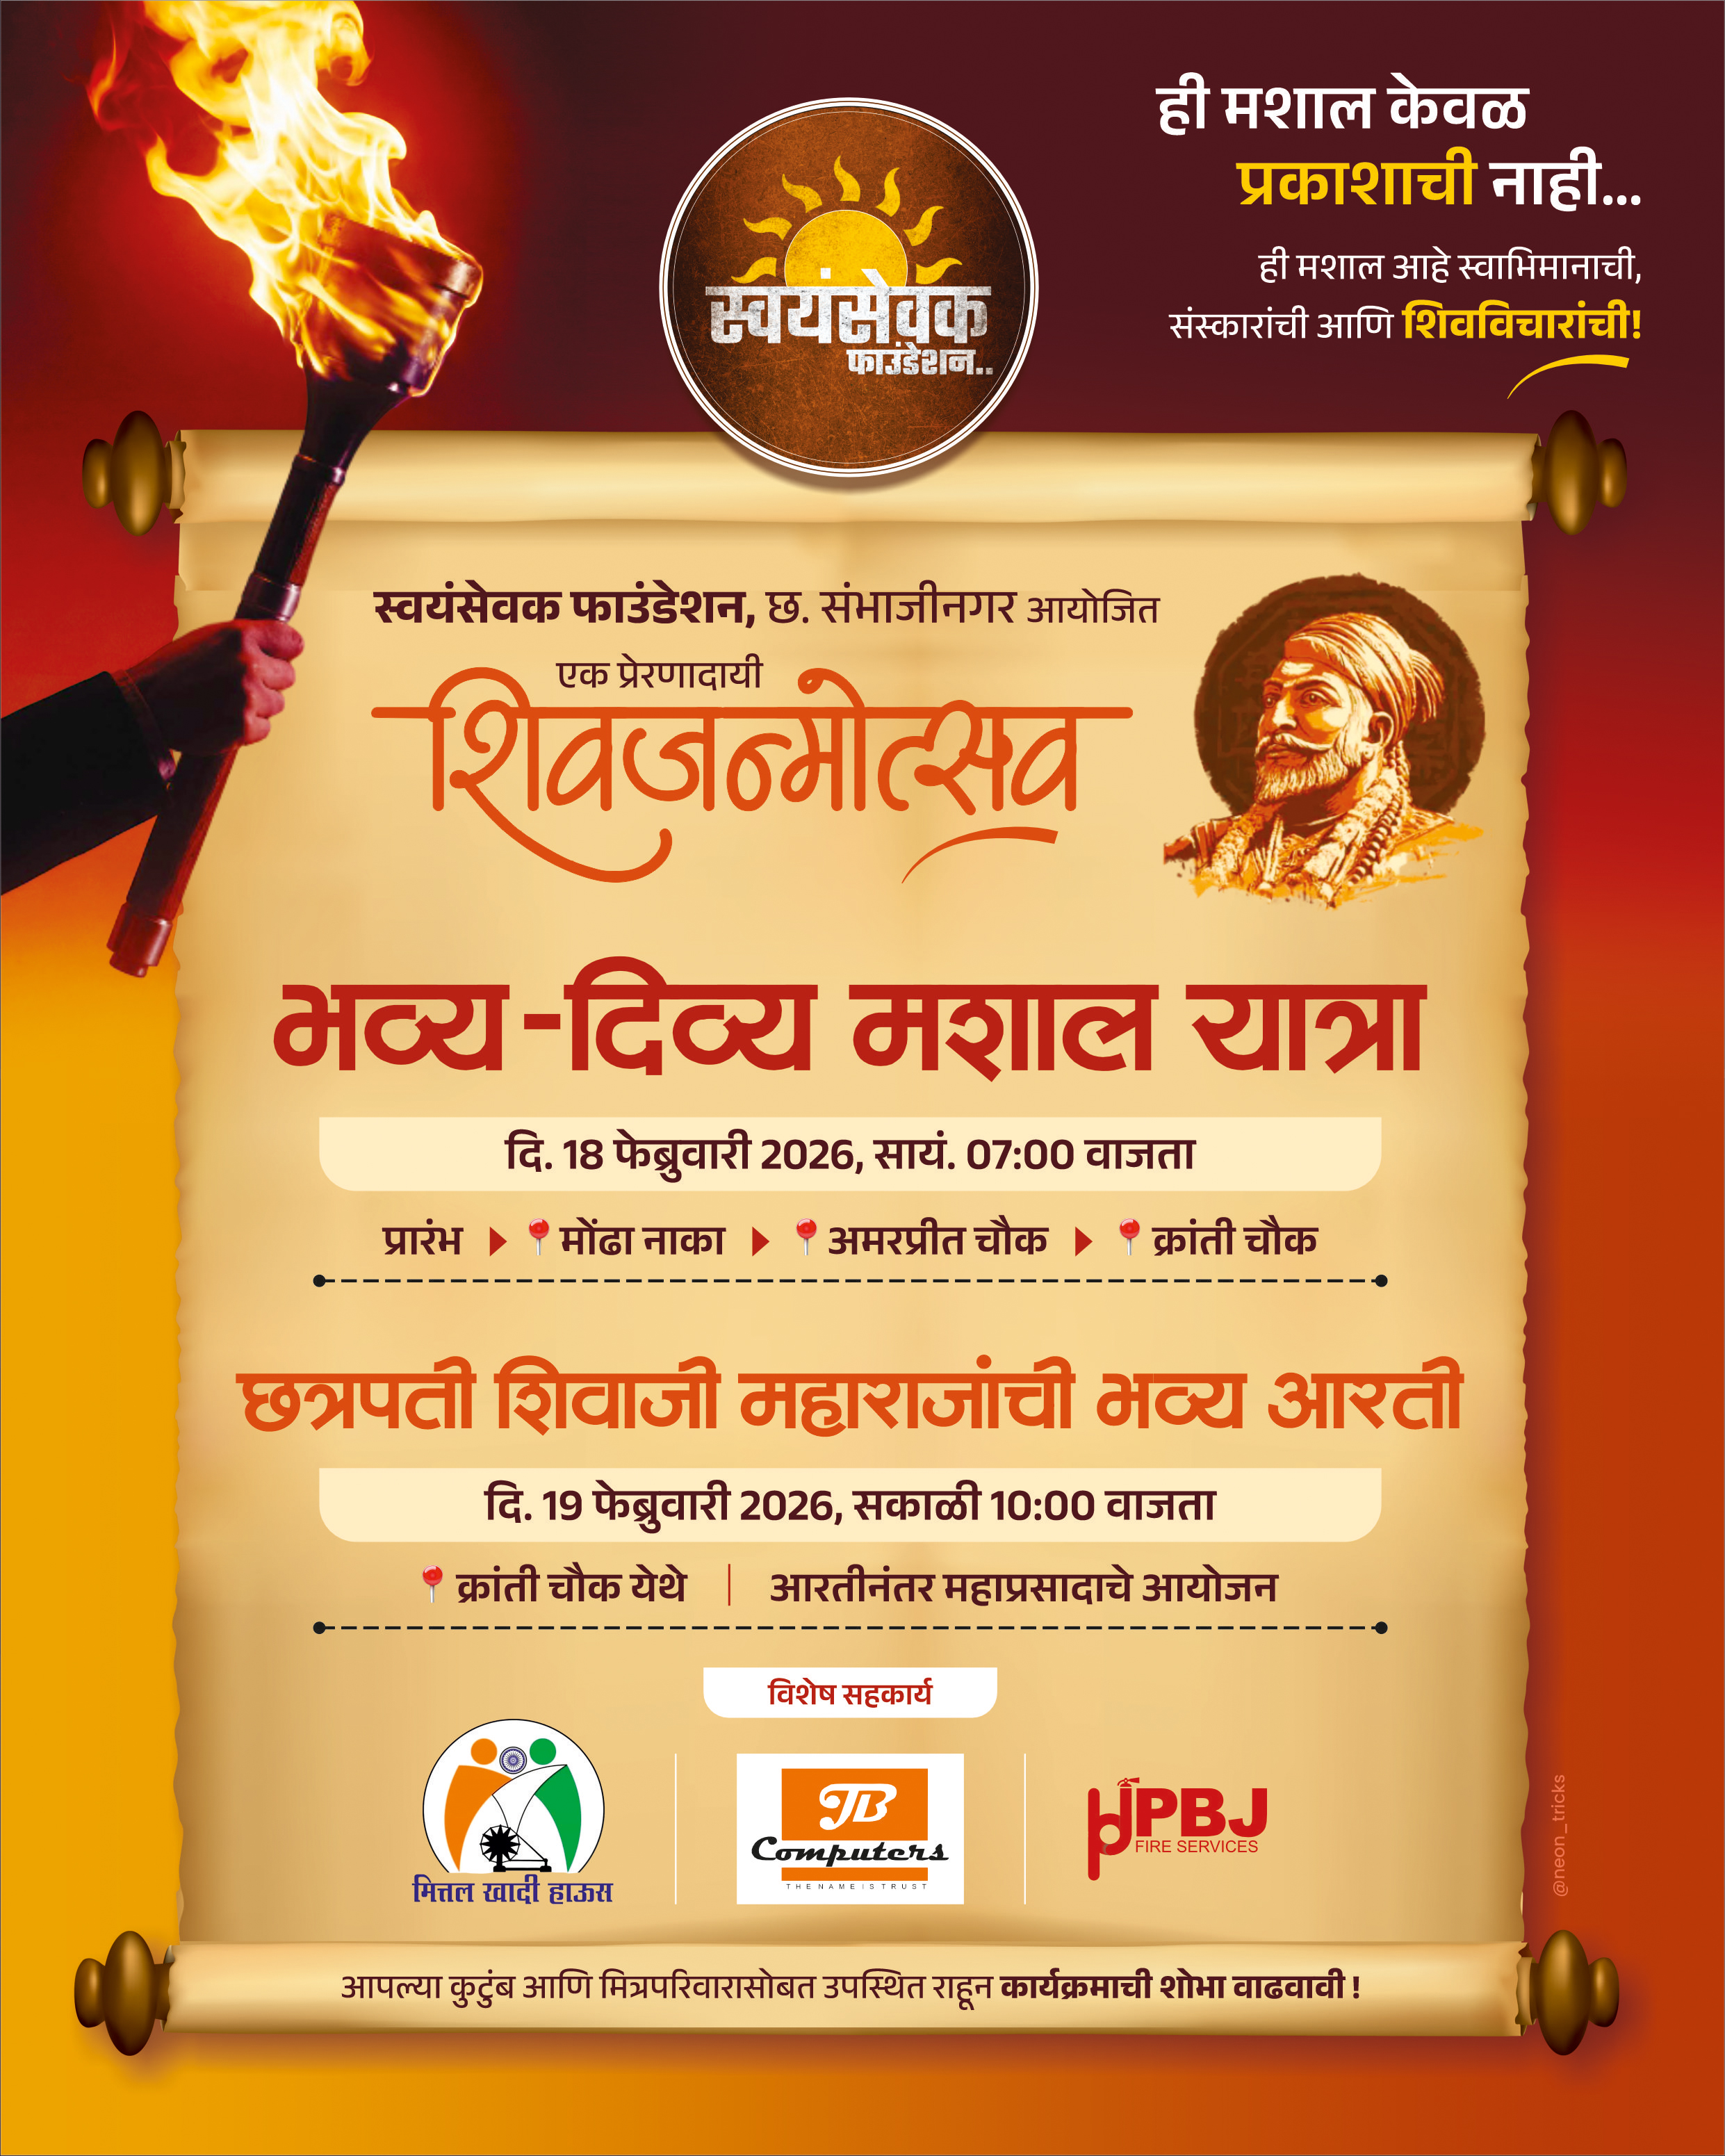 ही मशाल केवळ
प्रकाशाची नाही...
ही मशाल आहे स्वाभिमानाची,
संस्कारांची आणि शिवविचारांची!
स्वयंसेवक
फाउंडेशन..
स्वयंसेवक फाउंडेशन, छ. संभाजीनगर आयोजित
एक प्रेरणादायी
शिवजन्मोत्सव
भव्य-दिव्य मशाल यात्रा
दि. 18 फेब्रुवारी 2026, सायं. 07:00 वाजता
प्रारंभ मोंढा नाका अमरप्रीत चौक क्रांती चौक
छत्रपती शिवाजी महाराजांची भव्य आरती
दि. 19 फेब्रुवारी 2026, सकाळी 10:00 वाजता
क्रांती चौक येथे | आरतीनंतर महाप्रसादाचे आयोजन
विशेष सहकार्य
मित्तल खादी हाऊस
JB
Computers
THE NAME IS TRUST
PBJ
FIRE SERVICES
@neon_tricks
आपल्या कुटुंब आणि मित्रपरिवारासोबत उपस्थित राहून कार्यक्रमाची शोभा वाढवावी !